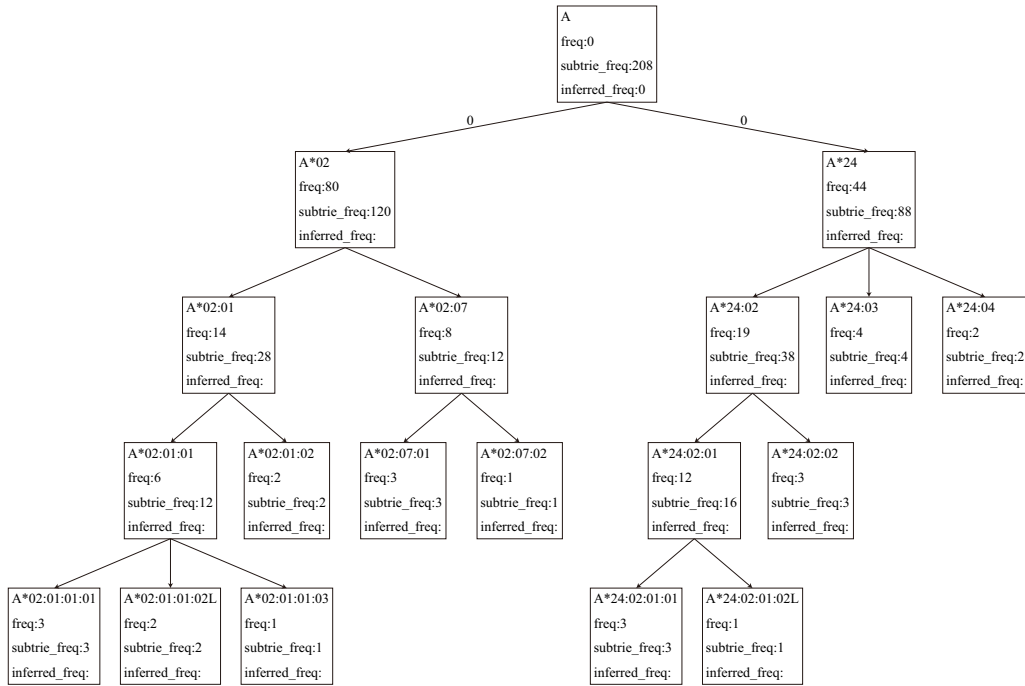 A
freq:0
subtrie_freq:208
inferred_freq:0
0
0
A*02
freq:80
subtrie_freq:120
inferred_freq:
A*24
freq:44
subtrie_freq:88
inferred_freq:
A*02:01
freq:14
subtrie_freq:28
inferred_freq:
A*02:07
freq:8
subtrie_freq:12
inferred_freq:
A*24:02
freq:19
subtrie_freq:38
inferred_freq:
A*24:03
freq:4
subtrie_freq:4
inferred_freq:
A*24:04
freq:2
subtrie_freq:2
inferred_freq:
A*02:01:01
freq:6
subtrie_freq:12
inferred_freq:
A*02:01:02
freq:2
subtrie_freq:2
inferred_freq:
A*02:07:01
freq:3
subtrie_freq:3
inferred_freq:
A*02:07:02
freq:1
subtrie_freq:1
inferred_freq:
A*24:02:01
freq:12
subtrie_freq:16
inferred_freq:
A*24:02:02
freq:3
subtrie_freq:3
inferred_freq:
A*02:01:01:01
freq:3
subtrie_freq:3
inferred_freq:
A*02:01:01:02L
freq:2
subtrie_freq:2
inferred_freq:
A*02:01:01:03
freq:1
subtrie_freq:1
inferred_freq:
A*24:02:01:01
freq:3
subtrie_freq:3
inferred_freq:
A*24:02:01:02L
freq:1
subtrie_freq:1
inferred_freq: